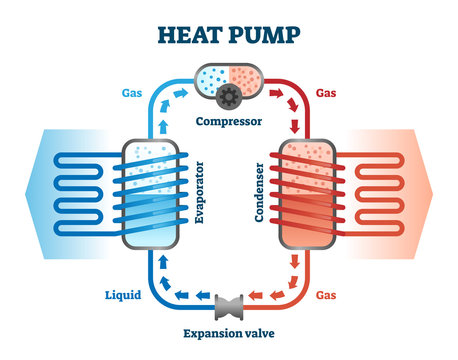 HEAT PUMP
Gas
Gas
Compressor
Evaporator
Condenser
Liquid
Gas
Expansion valve